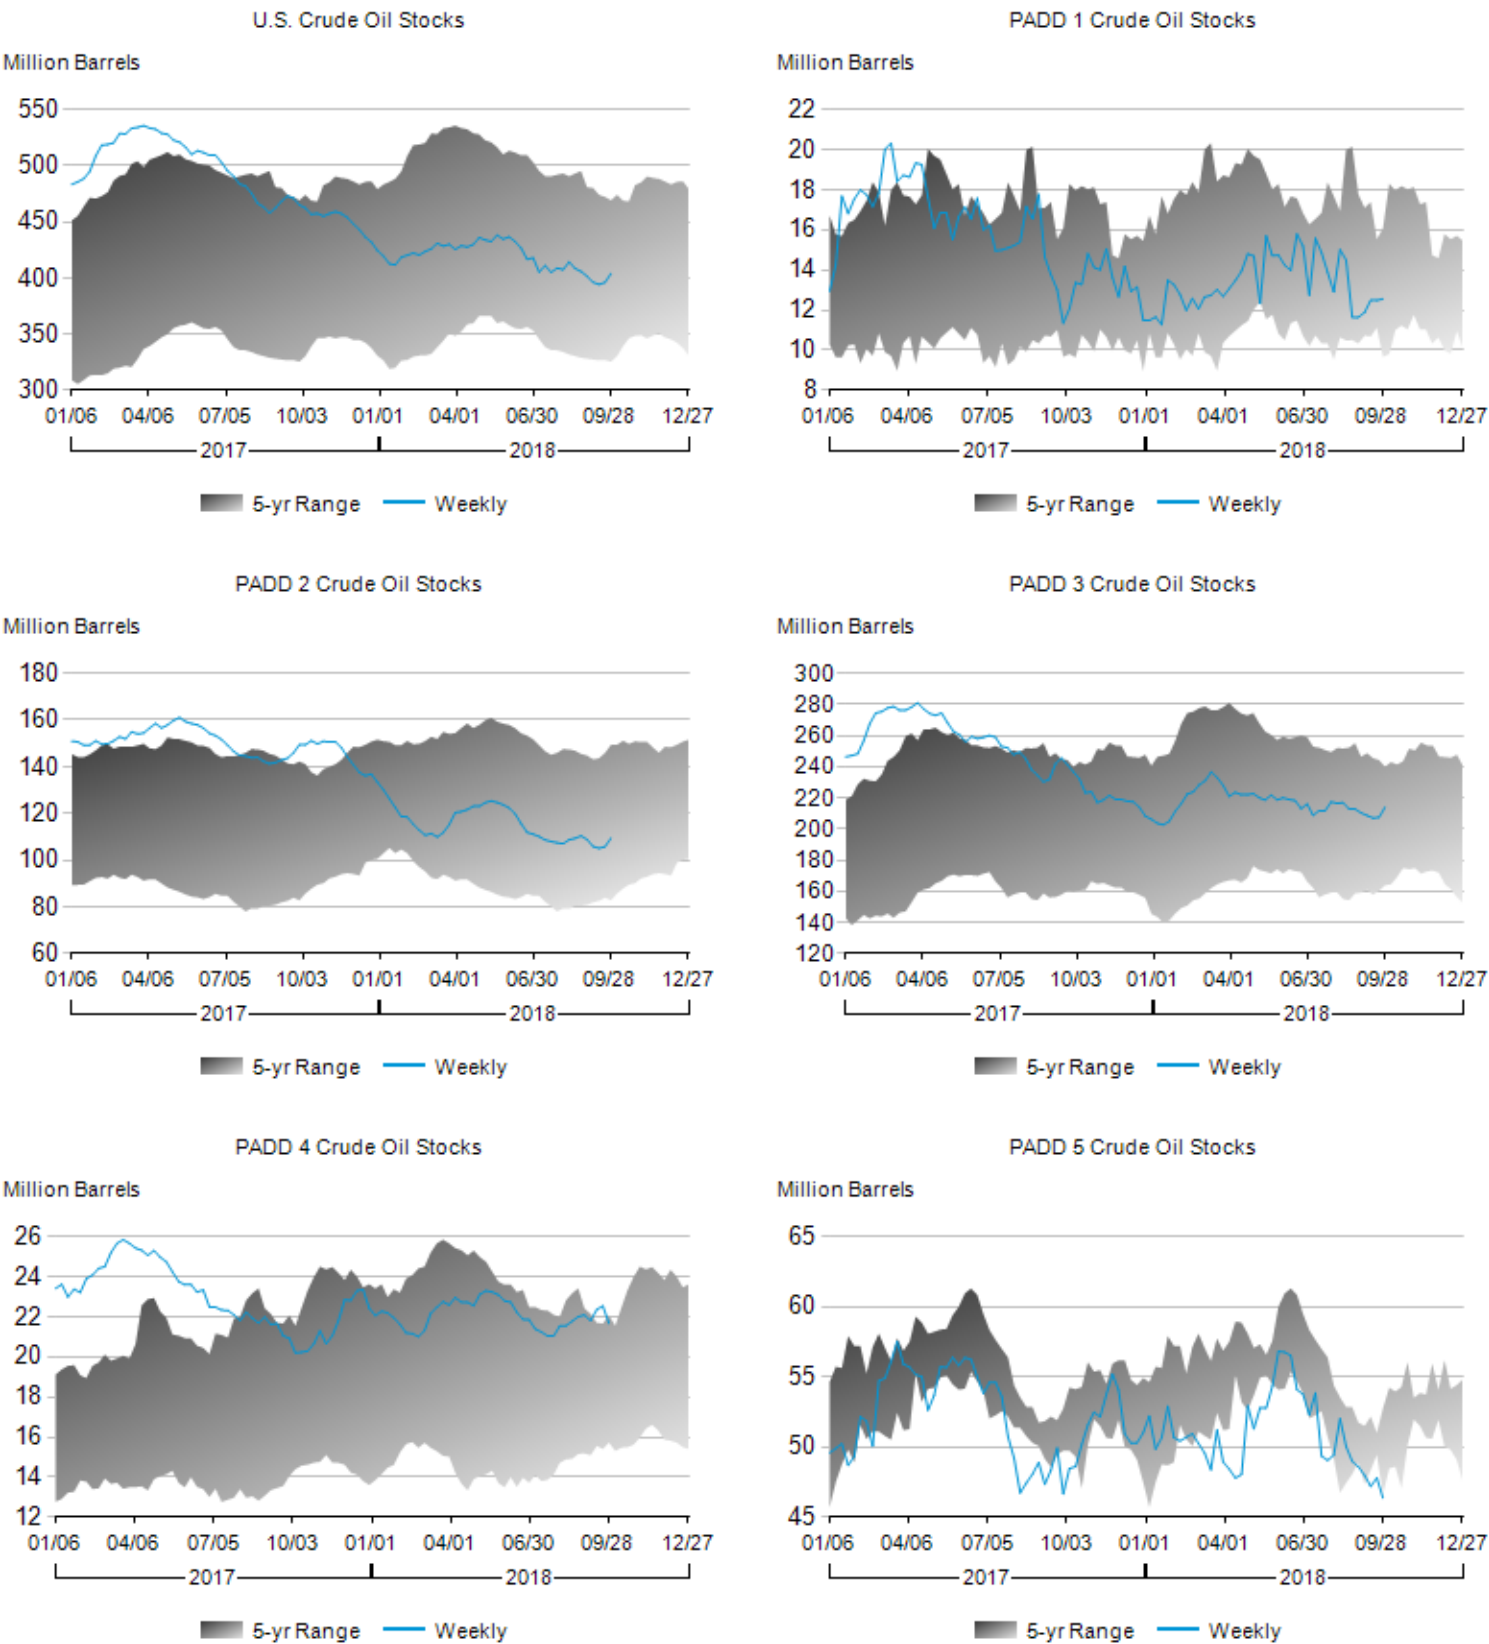 U.S. Crude Oil Stocks
Million Barrels
550
500
450
400
350
300
01/06 04/06 07/05 10/03 01/01 04/01 06/30 09/28 12/27
2017 2018
5-yr Range Weekly
PADD 1 Crude Oil Stocks
Million Barrels
22
20
18
16
14
12
10
8
01/06 04/06 07/05 10/03 01/01 04/01 06/30 09/28 12/27
2017 2018
5-yr Range Weekly
PADD 2 Crude Oil Stocks
Million Barrels
180
160
140
120
100
80
60
01/06 04/06 07/05 10/03 01/01 04/01 06/30 09/28 12/27
2017 2018
5-yr Range Weekly
PADD 3 Crude Oil Stocks
Million Barrels
300
280
260
240
220
200
180
160
140
120
01/06 04/06 07/05 10/03 01/01 04/01 06/30 09/28 12/27
2017 2018
5-yr Range Weekly
PADD 4 Crude Oil Stocks
Million Barrels
26
24
22
20
18
16
14
12
01/06 04/06 07/05 10/03 01/01 04/01 06/30 09/28 12/27
2017 2018
5-yr Range Weekly
PADD 5 Crude Oil Stocks
Million Barrels
65
60
55
50
45
01/06 04/06 07/05 10/03 01/01 04/01 06/30 09/28 12/27
2017 2018
5-yr Range Weekly